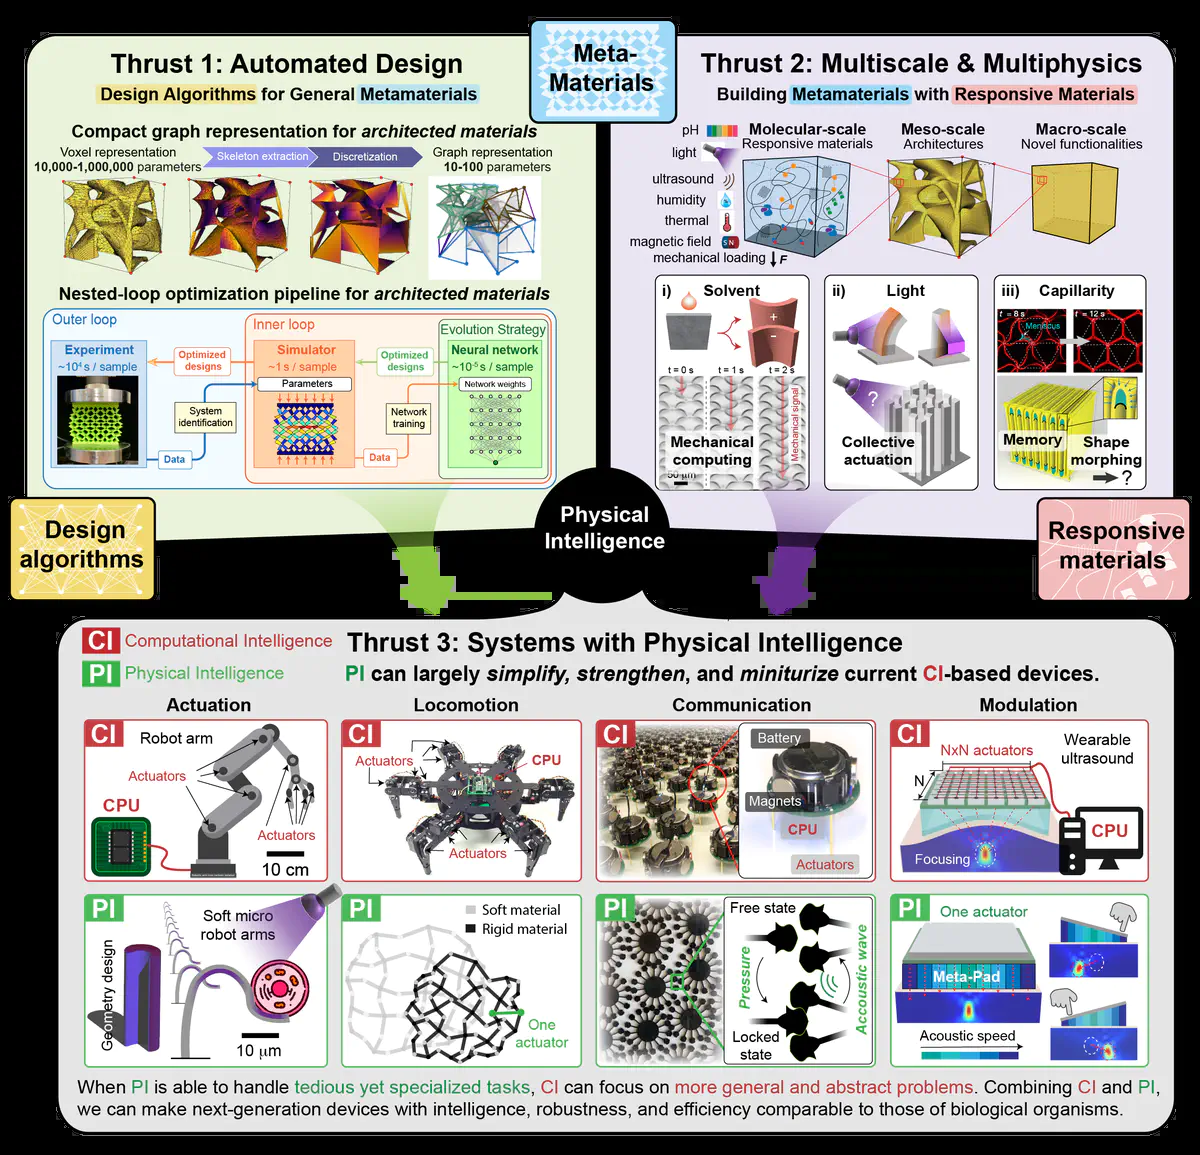 Meta-
Materials
Thrust 1: Automated Design
Design Algorithms for General Metamaterials
Compact graph representation for architected materials
Voxel representation
10,000-1,000,000 parameters
Skeleton extraction
Discretization
Graph representation
10-100 parameters
Nested-loop optimization pipeline for architected materials
Outer loop
Inner loop
Evolution Strategy
Experiment
~10⁴ s / sample
Optimized
designs
Simulator
~1 s / sample
Optimized
designs
Neural network
~10⁻⁵ s / sample
Parameters
Network weights
System
identification
Network
training
Data
Data
Thrust 2: Multiscale & Multiphysics
Building Metamaterials with Responsive Materials
pH
light
ultrasound
humidity
thermal
magnetic field
S N
mechanical loading
F
Molecular-scale
Responsive materials
Meso-scale
Architectures
Macro-scale
Novel functionalities
i) Solvent
+
-
t = 0 s
t = 1 s
t = 2 s
Mechanical signal
Mechanical
computing
50 μm
ii) Light
?
Collective
actuation
iii) Capillarity
t = 8 s
Meniscus
t = 12 s
Memory
Shape
morphing
?
Design
algorithms
Physical
Intelligence
Responsive
materials
CI Computational Intelligence
PI Physical Intelligence
Thrust 3: Systems with Physical Intelligence
PI can largely simplify, strengthen, and miniturize current CI-based devices.
Actuation
Locomotion
Communication
Modulation
CI
Robot arm
Actuators
CPU
Actuators
10 cm
CI
Actuators
CPU
Actuators
CI
Battery
Magnets
CPU
Actuators
CI
NxN actuators
N
Wearable
ultrasound
CPU
Focusing
PI
Soft micro
robot arms
Geometry design
10 μm
PI
Soft material
Rigid material
One
actuator
PI
Free state
Pressure
Accoustic wave
Locked
state
PI
One actuator
Meta-Pad
Acoustic speed
When PI is able to handle tedious yet specialized tasks, CI can focus on more general and abstract problems. Combining CI and PI,
we can make next-generation devices with intelligence, robustness, and efficiency comparable to those of biological organisms.